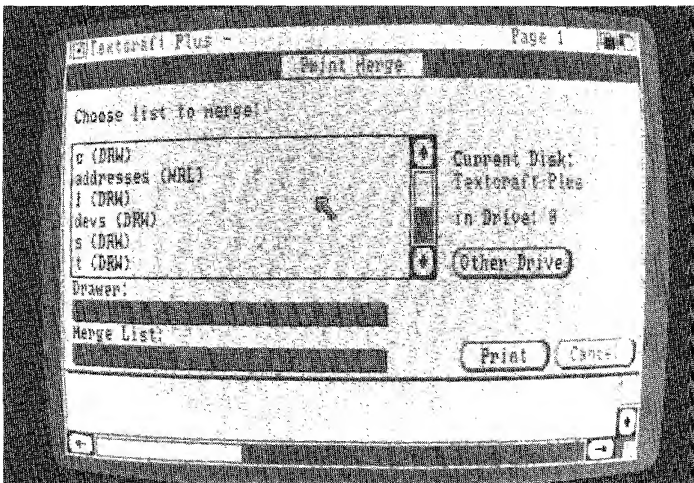 Textcraft Plus - Page 1
Print Merge
Choose list to merge:
c (DRW)
addresses (WRL)
l (DRW)
devs (DRW)
s (DRW)
t (DRW)
Current Disk:
Textcraft Plus
in Drive: 0
Other Drive
Drawer:
Merge List:
Print Cancel